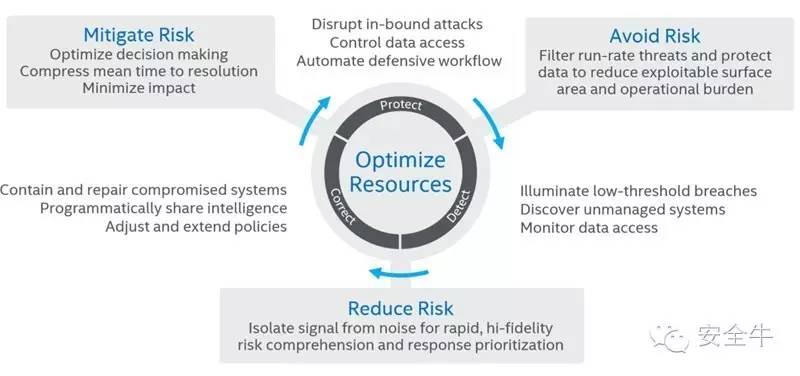 Mitigate Risk
Optimize decision making
Compress mean time to resolution
Minimize impact
Disrupt in-bound attacks
Control data access
Automate defensive workflow
Avoid Risk
Filter run-rate threats and protect
data to reduce exploitable surface
area and operational burden
Protect
Optimize
Resources
Correct
Detect
Contain and repair compromised systems
Programmatically share intelligence
Adjust and extend policies
Illuminate low-threshold breaches
Discover unmanaged systems
Monitor data access
Reduce Risk
Isolate signal from noise for rapid, hi-fidelity
risk comprehension and response prioritization
安全牛